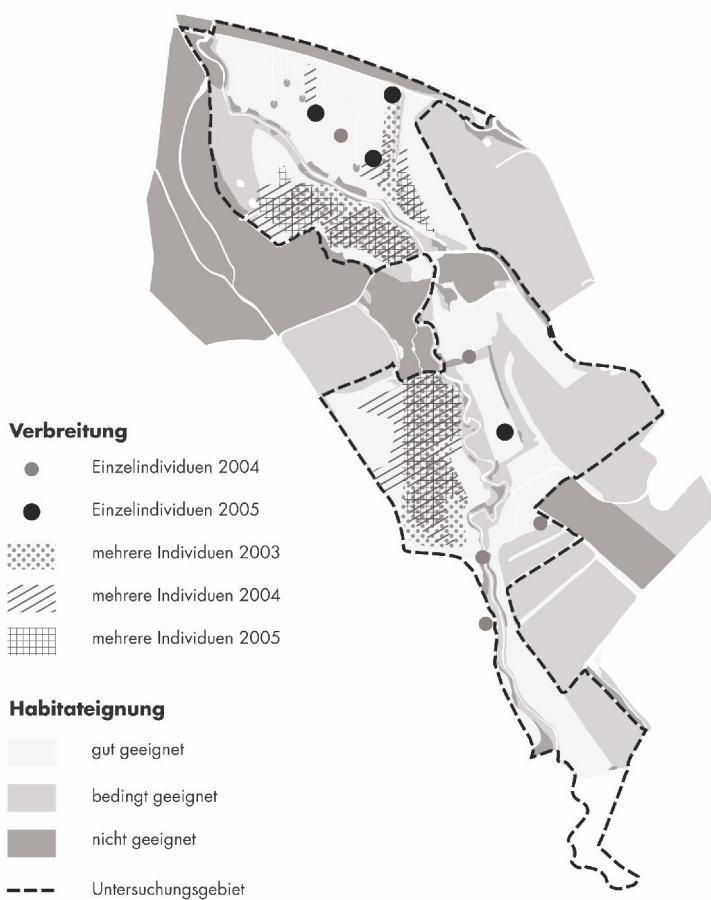 Verbreitung
Einzelindividuen 2004
Einzelindividuen 2005
mehrere Individuen 2003
mehrere Individuen 2004
mehrere Individuen 2005
Habitateignung
gut geeignet
bedingt geeignet
nicht geeignet
Untersuchungsgebiet